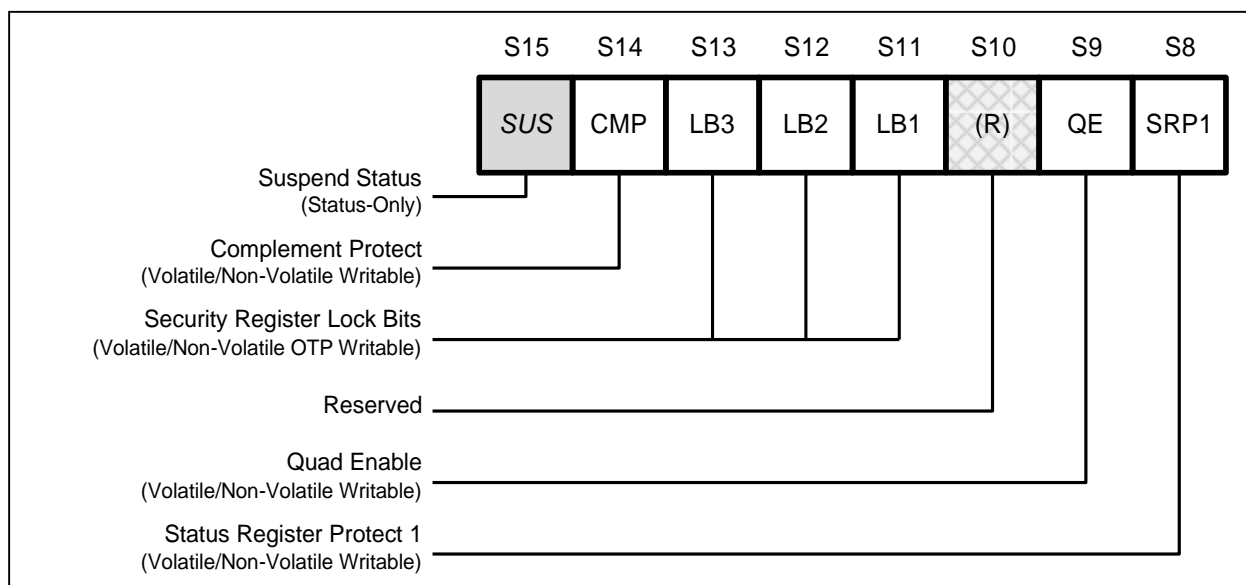 S15 S14 S13 S12 S11 S10 S9 S8
SUS CMP LB3 LB2 LB1 (R) QE SRP1
Suspend Status
(Status-Only)
Complement Protect
(Volatile/Non-Volatile Writable)
Security Register Lock Bits
(Volatile/Non-Volatile OTP Writable)
Reserved
Quad Enable
(Volatile/Non-Volatile Writable)
Status Register Protect 1
(Volatile/Non-Volatile Writable)